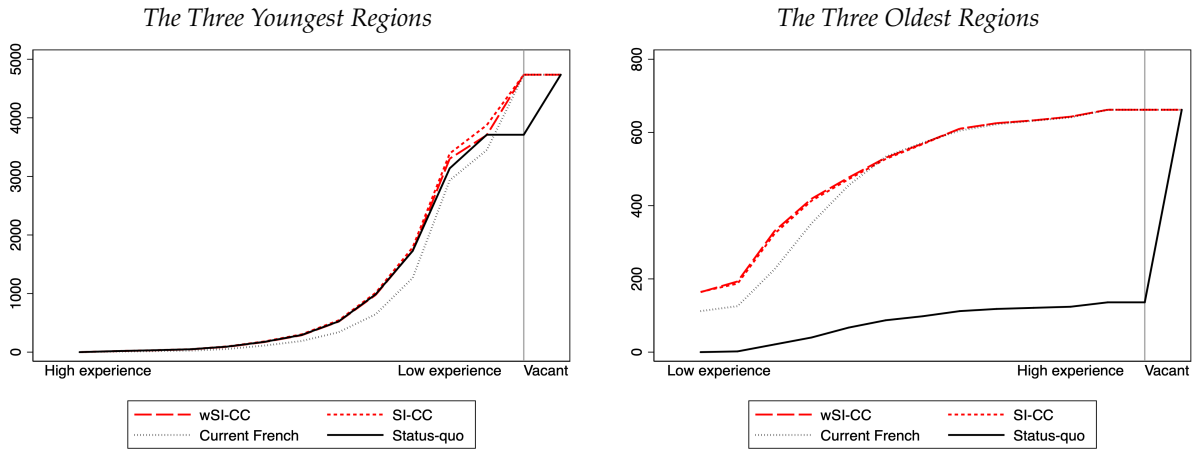 The Three Youngest Regions
5000
4000
3000
2000
1000
0
High experience Low experience Vacant
wSI-CC SI-CC
Current French Status-quo
The Three Oldest Regions
800
600
400
200
0
Low experience High experience Vacant
wSI-CC SI-CC
Current French Status-quo